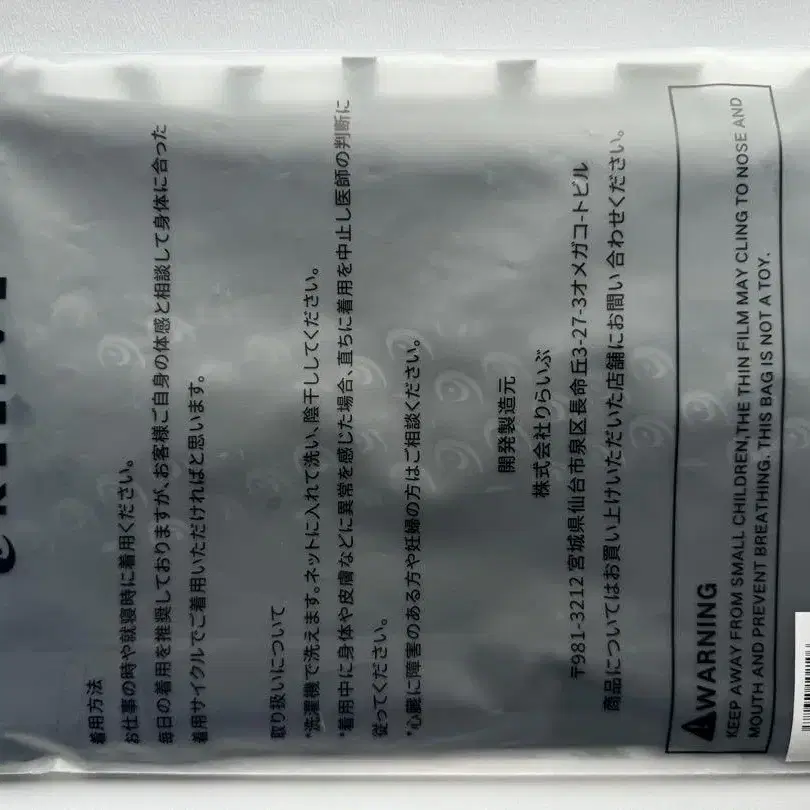 着用方法
お仕事の時や就寝時に着用ください。
毎日の着用を推奨しておりますが、お客様ご自身の体感と相談して身体に合った
着用サイクルでご着用いただければと思います。
取り扱いについて
*洗濯機で洗えます。ネットに入れて洗い、陰干ししてください。
*着用中に身体や皮膚などに異常を感じた場合、直ちに着用を中止し医師の判断に
従ってください。
*心臓に障害のある方や妊婦の方はご相談ください。
開発製造元
株式会社りらいぶ
〒981-3212 宮城県仙台市泉区長命丘3-27-3オメガコートビル
商品についてはお買い上げいただいた店舗にお問い合わせください。
WARNING
KEEP AWAY FROM SMALL CHILDREN,THE THIN FILM MAY CLING TO NOSE AND
MOUTH AND PREVENT BREATHING. THIS BAG IS NOT A TOY.